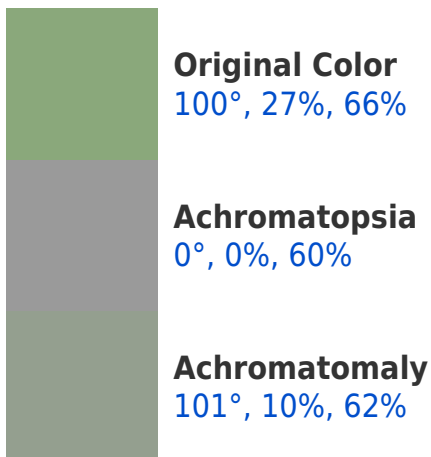 Original Color
100°, 27%, 66%
Achromatopsia
0°, 0%, 60%
Achromatomaly
101°, 10%, 62%